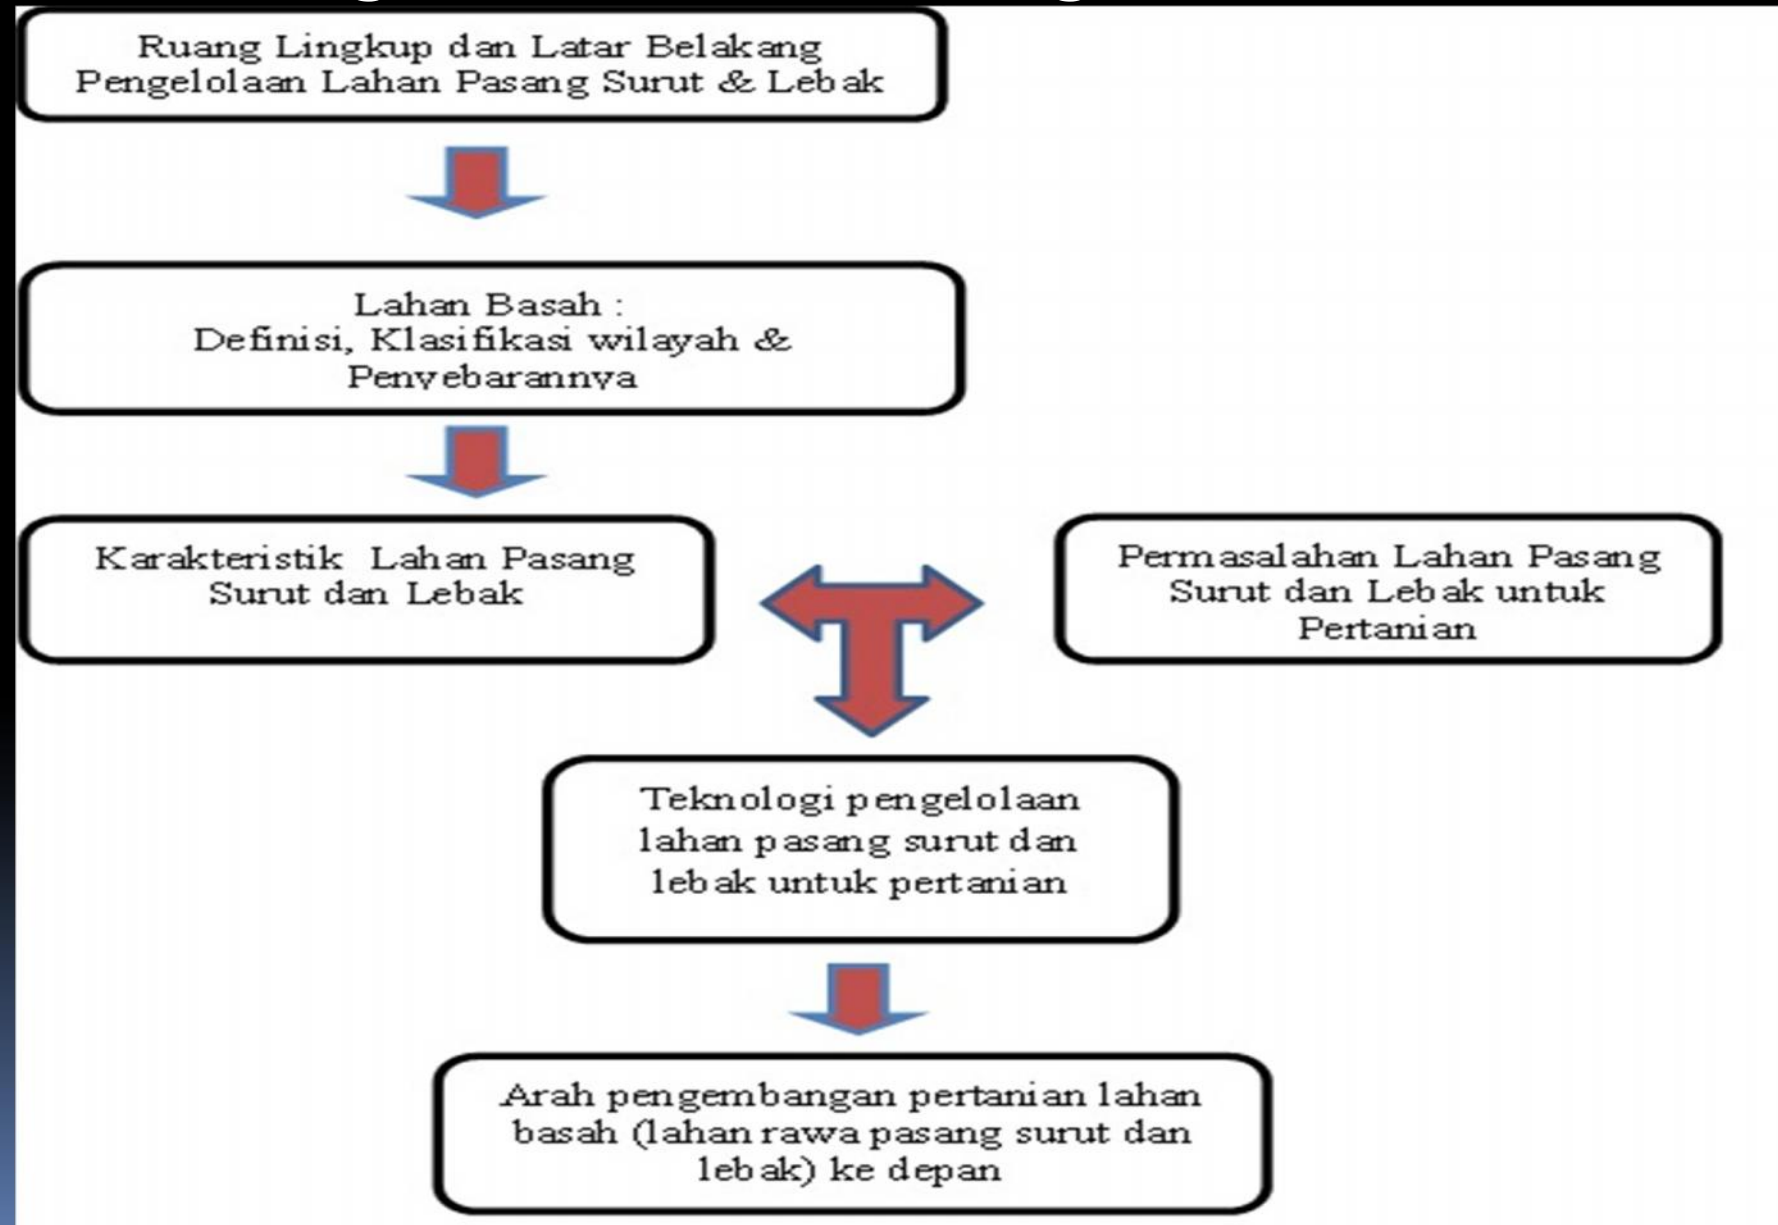 Ruang Lingkup dan Latar Belakang
Pengelolaan Lahan Pasang Surut & Lebak
Lahan Basah :
Definisi, Klasifikasi wilayah &
Penyebarannya
Karakteristik Lahan Pasang
Surut dan Lebak
Permasalahan Lahan Pasang
Surut dan Lebak untuk
Pertanian
Teknologi pengelolaan
lahan pasang surut dan
lebak untuk pertanian
Arah pengembangan pertanian lahan
basah (lahan rawa pasang surut dan
lebak) ke depan